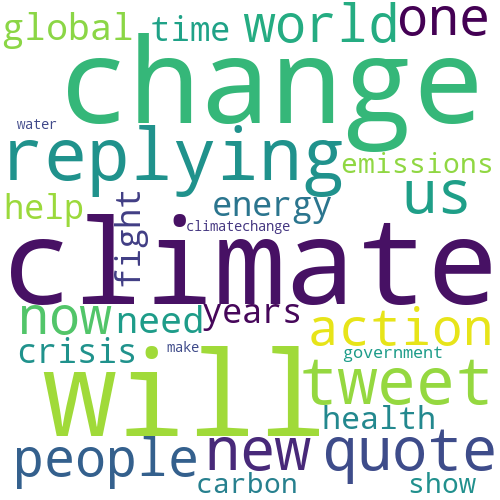 global time world one
change
replying
water
emissions
help
fight
energy
us
climatechange
climate
now need years
action
crisis
make
government
will
tweet
health
people new quote
carbon
show